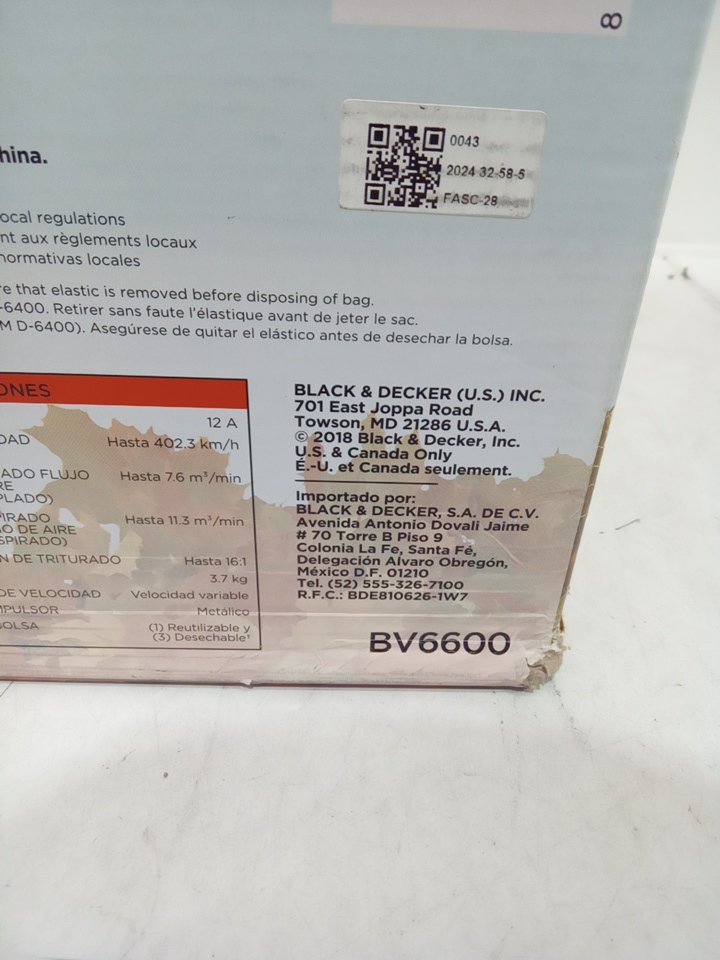 8
0043
2024 32-58-5
FASC-28
hina.
ocal regulations
nt aux règlements locaux
normativas locales
re that elastic is removed before disposing of bag.
-6400. Retirer sans faute l'élastique avant de jeter le sac.
M D-6400). Asegúrese de quitar el elástico antes de desechar la bolsa.
ONES
12 A
DAD Hasta 402.3 km/h
ADO FLUJO Hasta 7.6 m³/min
RE
PLADO)
PIRADO Hasta 11.3 m³/min
O DE AIRE
SPIRADO)
N DE TRITURADO Hasta 16:1
3.7 kg
DE VELOCIDAD Velocidad variable
MPULSOR Metálico
BOLSA (1) Reutilizable y
(3) Desechable†
BLACK & DECKER (U.S.) INC.
701 East Joppa Road
Towson, MD 21286 U.S.A.
© 2018 Black & Decker, Inc.
U.S. & Canada Only
É.-U. et Canada seulement.
Importado por:
BLACK & DECKER, S.A. DE C.V.
Avenida Antonio Dovali Jaime
# 70 Torre B Piso 9
Colonia La Fe, Santa Fé,
Delegación Alvaro Obregón,
México D.F. 01210
Tel. (52) 555-326-7100
R.F.C.: BDE810626-1W7
BV6600